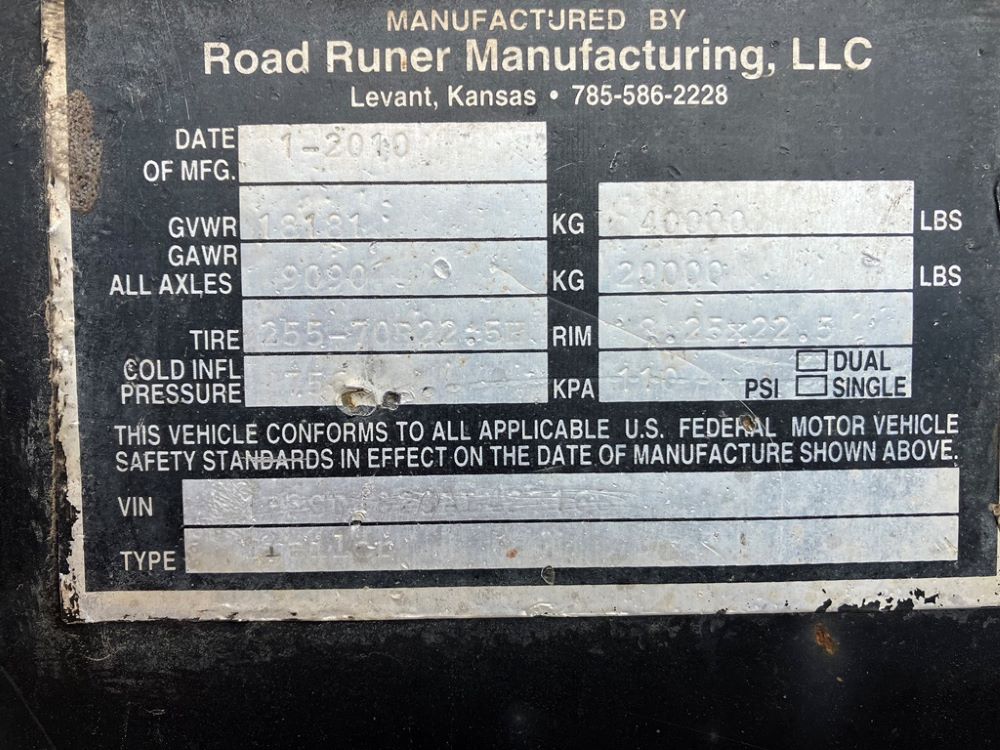 MANUFACTURED BY
Road Runer Manufacturing, LLC
Levant, Kansas • 785-586-2228
DATE OF MFG. 1-2010
GVWR 18181 KG 40000 LBS
GAWR ALL AXLES 9090 KG 20000 LBS
TIRE 255-70R22.5H RIM 8.25x22.5
COLD INFL PRESSURE KPA 110 PSI DUAL SINGLE
THIS VEHICLE CONFORMS TO ALL APPLICABLE U.S. FEDERAL MOTOR VEHICLE
SAFETY STANDARDS IN EFFECT ON THE DATE OF MANUFACTURE SHOWN ABOVE.
VIN
TYPE Trailer